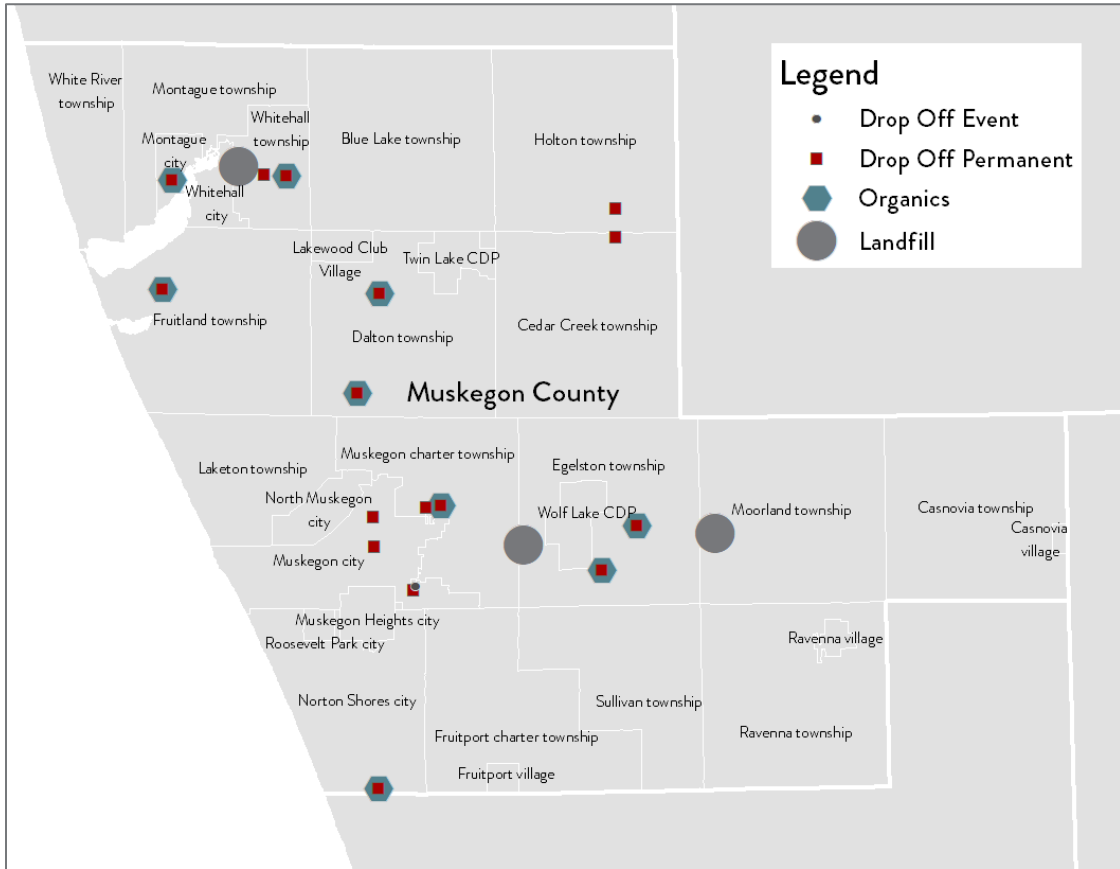 Legend
Drop Off Event
Drop Off Permanent
Organics
Landfill
White River
township
Montague township
Whitehall
township
Montague
city
Whitehall
city
Blue Lake township
Holton township
Lakewood Club
Village
Twin Lake CDP
Fruitland township
Dalton township
Cedar Creek township
Muskegon County
Laketon township
Muskegon charter township
Egelston township
North Muskegon
city
Wolf Lake CDP
Moorland township
Casnovia township
Casnovia
village
Muskegon city
Muskegon Heights city
Roosevelt Park city
Ravenna village
Norton Shores city
Sullivan township
Fruitport charter township
Ravenna township
Fruitport village